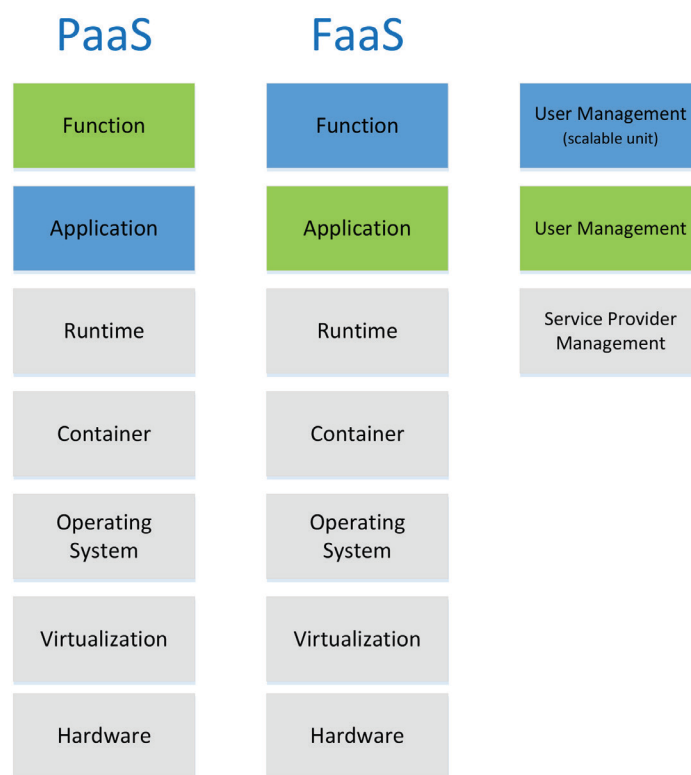 PaaS
Function
Application
Runtime
Container
Operating
System
Virtualization
Hardware
FaaS
Function
Application
Runtime
Container
Operating
System
Virtualization
Hardware
User Management
(scalable unit)
User Management
Service Provider
Management